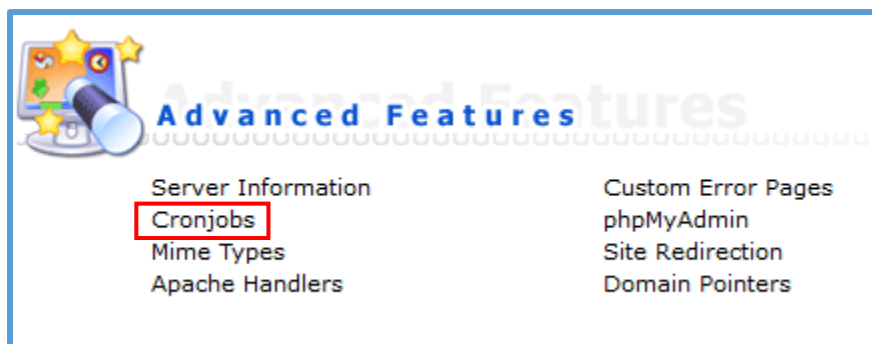 Advanced Features
Server Information
Cronjobs
Mime Types
Apache Handlers
Custom Error Pages
phpMyAdmin
Site Redirection
Domain Pointers